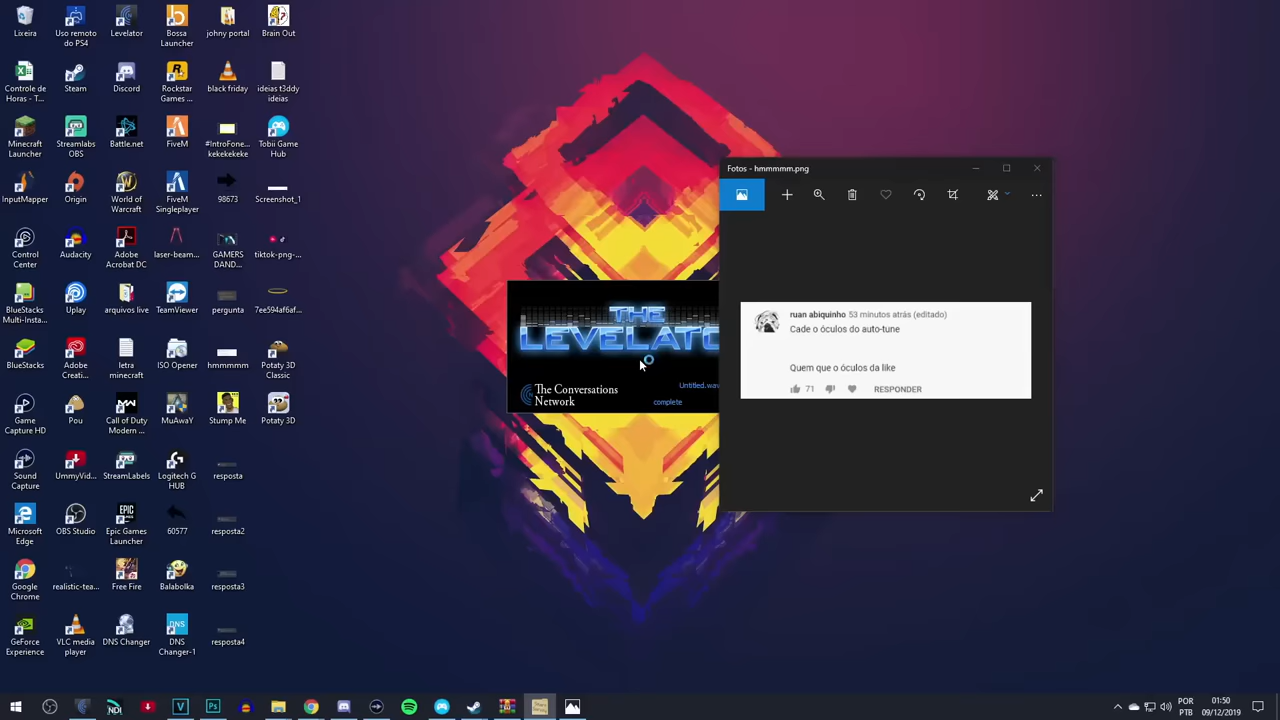 Lixeira
Uso remoto do PS4
Levelator
Bossa Launcher
johny portal
Brain Out
Controle de Horas - T...
Steam
Discord
Rockstar Games ...
black friday
ideias t3ddy ideias
Minecraft Launcher
Streamlabs OBS
Battle.net
FiveM
#IntroFone... kekekekeke
Tobii Game Hub
InputMapper
Origin
World of Warcraft
FiveM Singleplayer
98673
Screenshot_1
Control Center
Audacity
Adobe Acrobat DC
laser-beam...
GAMERS DAND...
tiktok-png-...
BlueStacks Multi-Insta...
Uplay
arquivos live
TeamViewer
pergunta
7ee594af6af...
BlueStacks
Adobe Creati...
letra minecraft
ISO Opener
hmmmmm
Potaty 3D Classic
Game Capture HD
Pou
Call of Duty Modern ...
MuAwaY
Stump Me
Potaty 3D
Sound Capture
UmmyVid...
StreamLabels
Logitech G HUB
resposta
Microsoft Edge
OBS Studio
Epic Games Launcher
60577
resposta2
Google Chrome
realistic-tea...
Free Fire
Balabolka
resposta3
GeForce Experience
VLC media player
DNS Changer
DNS Changer-1
resposta4
THE
LEVELATO
The Conversations
Network
Untitled.wav
complete
Fotos - hmmmmm.png
ruan abiquinho 53 minutos atrás (editado)
Cade o óculos do auto-tune
Quem que o óculos da like
71 RESPONDER
POR 01:50
PTB 09/12/2019